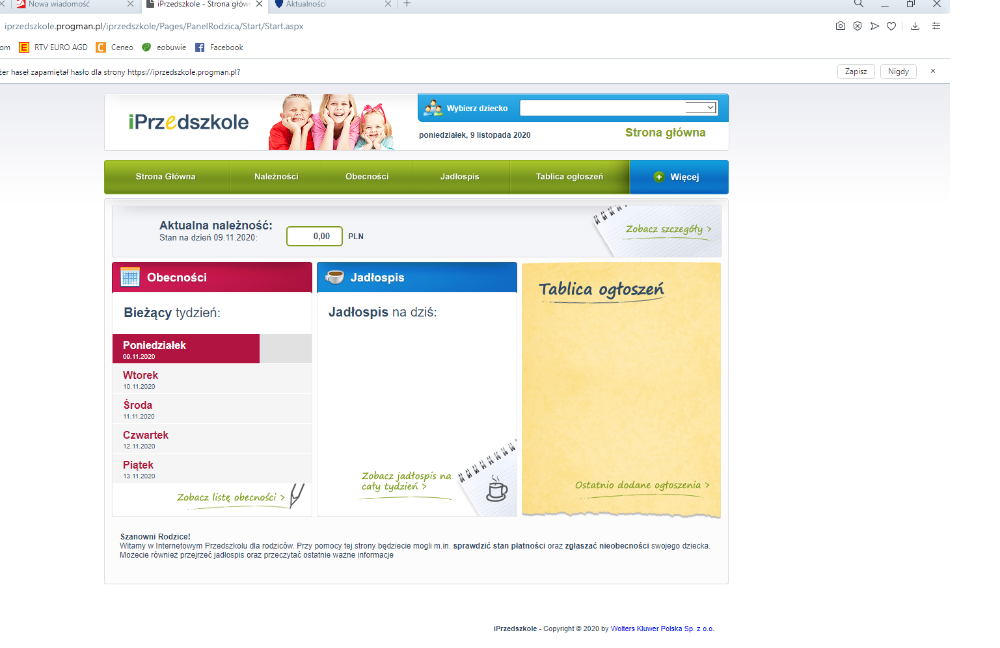 Nowa wiadomość
iPrzedszkole - Strona główn
Aktualności
iprzedszkole.progman.pl/iprzedszkole/Pages/PanelRodzica/Start/Start.aspx
om
RTV EURO AGD
Ceneo
eobuwie
Facebook
żer haseł zapamiętał hasło dla strony https://iprzedszkole.progman.pl?
Zapisz
Nigdy
iPrzedszkole
Wybierz dziecko
poniedziałek, 9 listopada 2020
Strona główna
Strona Główna
Należności
Obecności
Jadłospis
Tablica ogłoszeń
Więcej
Aktualna należność:
Stan na dzień 09.11.2020:
0,00 PLN
Zobacz szczegóły >
Obecności
Bieżący tydzień:
Poniedziałek
09.11.2020
Wtorek
10.11.2020
Środa
11.11.2020
Czwartek
12.11.2020
Piątek
13.11.2020
Zobacz listę obecności >
Jadłospis
Jadłospis na dziś:
Zobacz jadłospis na
cały tydzień >
Tablica ogłoszeń
Ostatnio dodane ogłoszenia >
Szanowni Rodzice!
Witamy w Internetowym Przedszkolu dla rodziców. Przy pomocy tej strony będziecie mogli m.in. sprawdzić stan płatności oraz zgłaszać nieobecności swojego dziecka.
Możecie również przejrzeć jadłospis oraz przeczytać ostatnie ważne informacje
iPrzedszkole - Copyright © 2020 by Wolters Kluwer Polska Sp. z o.o.